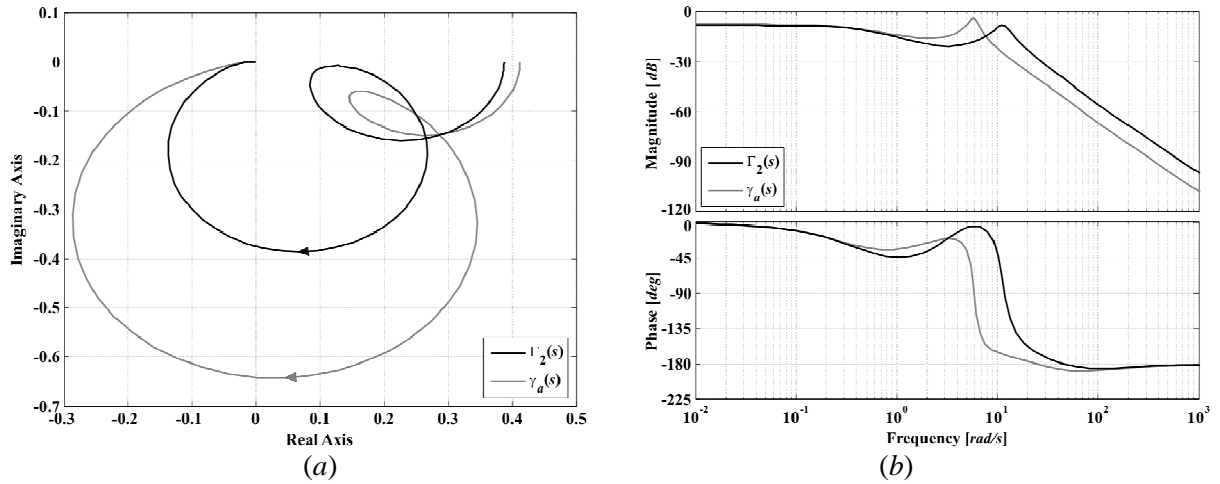 0.1
0
-0.1
-0.2
-0.3
-0.4
-0.5
-0.6
-0.7
Imaginary Axis
-0.3 -0.2 -0.1 0 0.1 0.2 0.3 0.4 0.5
Real Axis
Γ2(s)
γa(s)
(a)
0
-30
-60
-90
-120
Magnitude [dB]
Γ2(s)
γa(s)
0
-45
-90
-135
-180
-225
Phase [deg]
10-2 10-1 100 101 102 103
Frequency [rad/s]
(b)